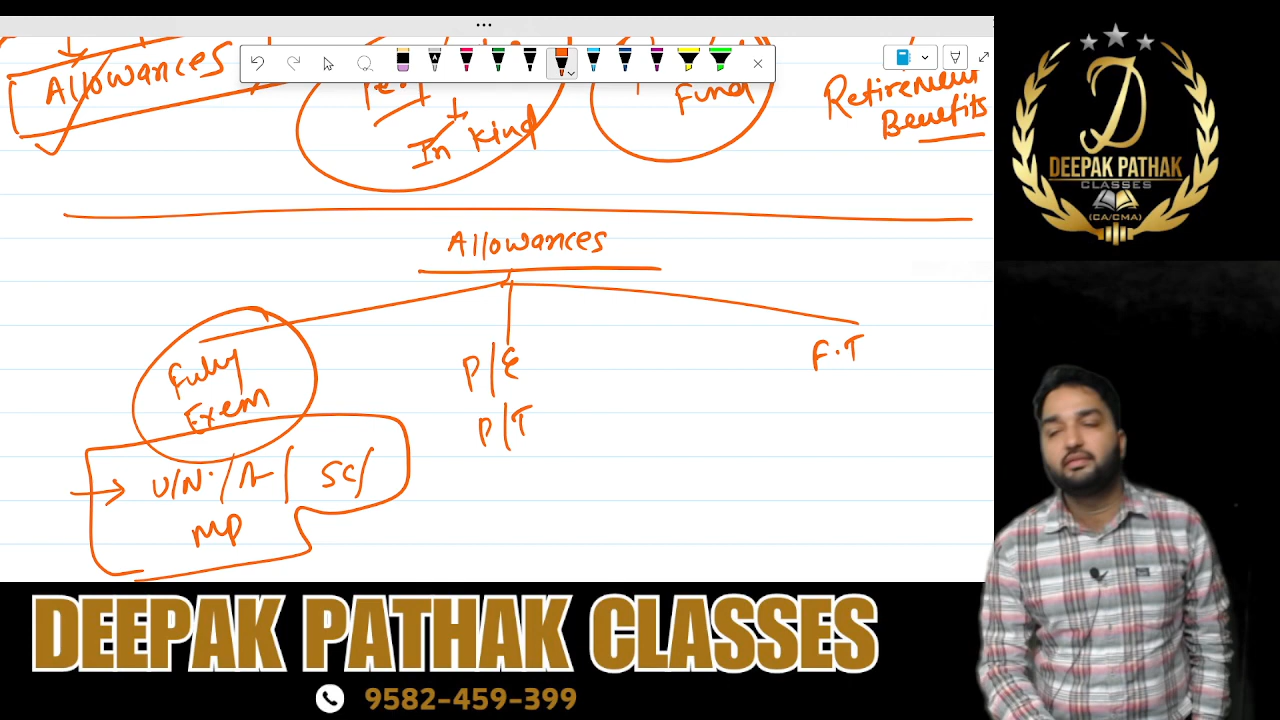 Allowances
In Kind
Fund
Retirement
Benefits
Allowances
Fully
Exem
P/E
P/T
F.T
U/N./A/ SC/
MP
D
DEEPAK PATHAK
CLASSES
(CA/CMA)
DEEPAK PATHAK CLASSES
9582-459-399